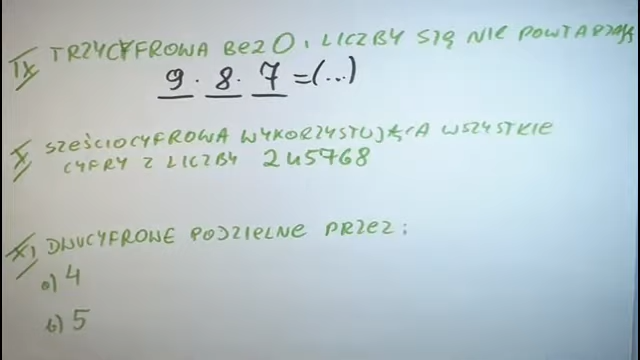 IX TRZYCYFROWA BEZ 0 i LICZBY SIĘ NIE POWTARZAJĄ
9 · 8 · 7 = (...)
X SZEŚCIOCYFROWA WYKORZYSTUJĄCA WSZYSTKIE
CYFRY Z LICZBY 245768
XI DWUCYFROWE PODZIELNE PRZEZ:
a) 4
b) 5